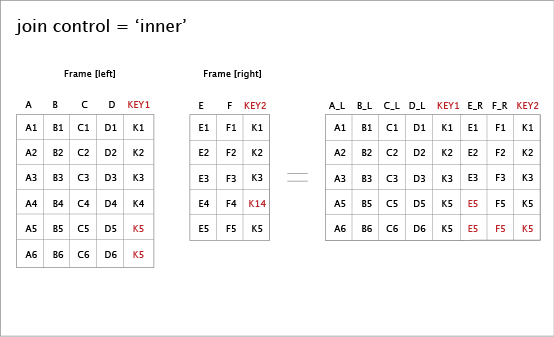 join control = ‘inner’
Frame [left] Frame [right]
A B C D KEY1 E F KEY2 A_L B_L C_L D_L KEY1 E_R F_R KEY2
A1 B1 C1 D1 K1 E1 F1 K1 A1 B1 C1 D1 K1 E1 F1 K1
A2 B2 C2 D2 K2 E2 F2 K2 A2 B2 C2 D2 K2 E2 F2 K2
A3 B3 C3 D3 K3 E3 F3 K3 A3 B3 C3 D3 K3 E3 F3 K3
A4 B4 C4 D4 K4 E4 F4 K14 A5 B5 C5 D5 K5 E5 F5 K5
A5 B5 C5 D5 K5 E5 F5 K5 A6 B6 C6 D6 K5 E5 F5 K5
A6 B6 C6 D6 K5